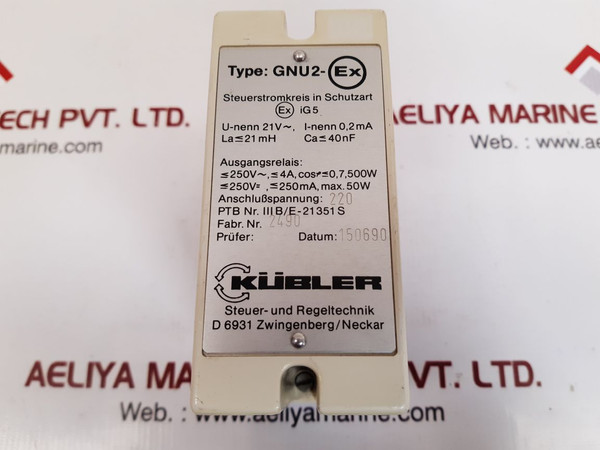 Type: GNU2-Ex
Steuerstromkreis in Schutzart
Ex iG5
U-nenn 21V~, I-nenn 0,2mA
La≦21mH Ca≦40nF
Ausgangsrelais:
≦250V~,≦4A,cosφ≧0,7,500W
≦250V=,≦250mA,max.50W
Anschlußspannung: 220
PTB Nr. III B/E-21351 S
Fabr. Nr. 2490
Prüfer: Datum: 150690
KÜBLER
Steuer- und Regeltechnik
D 6931 Zwingenberg/Neckar
TECH PVT. LTD.
AELIYA MARINE
marine.com
Web. : www.ae
AELIYA MARINE PVT. LTD.
Web. : www.aeliyamarine.com